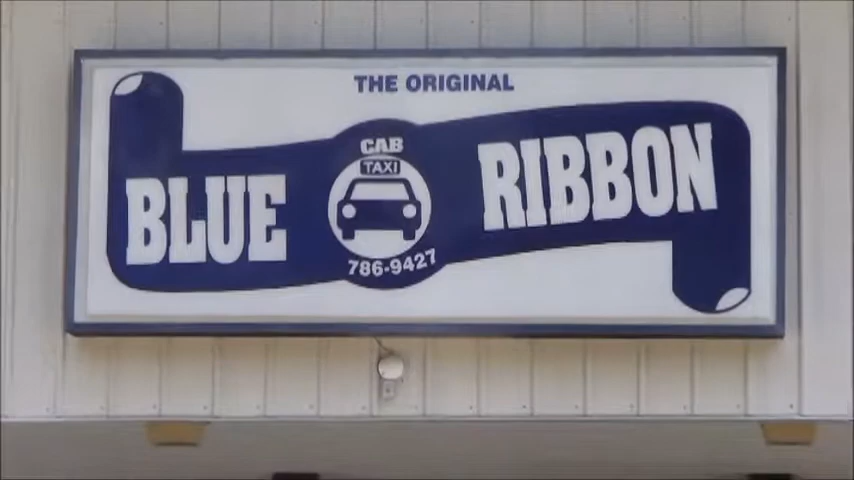 THE ORIGINAL
BLUE RIBBON
CAB
TAXI
786-9427